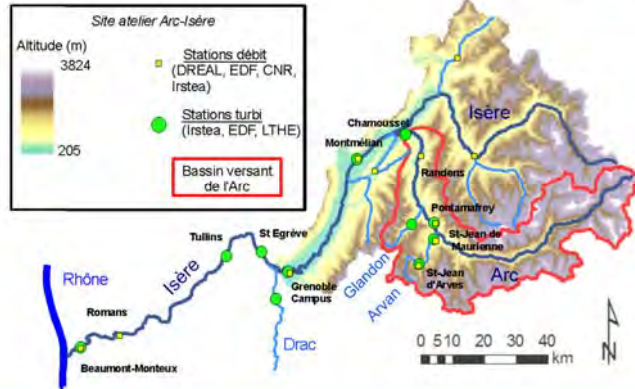 Site atelier Arc-Isère
Altitude (m)
3824
205
Stations débit
(DREAL, EDF, CNR,
Irstea)
Stations turbi
(Irstea, EDF, LTHE)
Bassin versant
de l'Arc
Chamousset
Isère
Montmélian
Randens
Pontamafrey
St-Jean de
Maurienne
St-Jean
d'Arves
Arc
Glandon
Arvan
Tullins
St Egrève
Grenoble
Campus
Isère
Rhône
Romans
Beaumont-Monteux
Drac
0 5 10 20 30 40
km
N